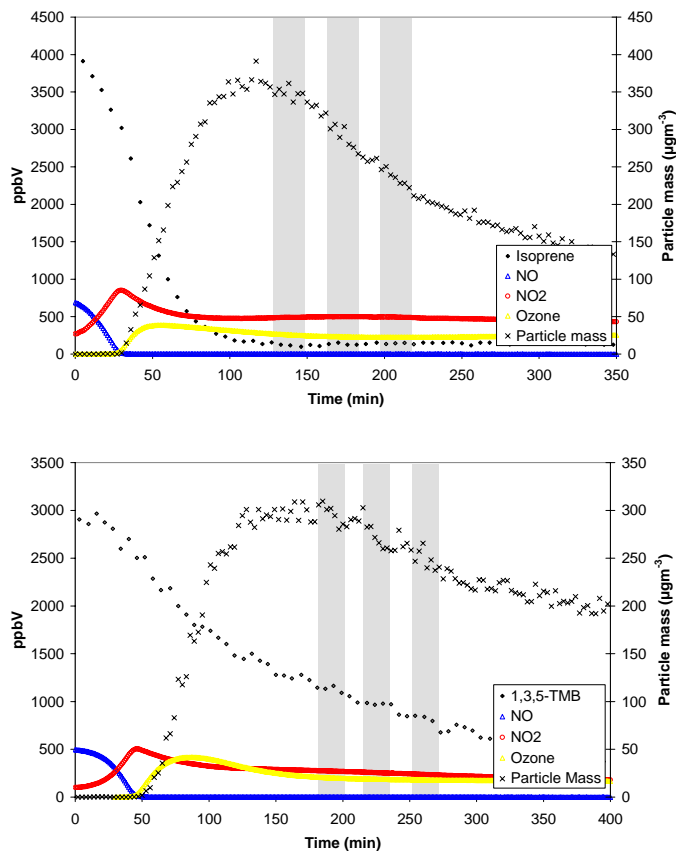 4500
4000
3500
3000
2500
2000
1500
1000
500
0
ppbV
450
400
350
300
250
200
150
100
50
0
Particle mass (µgm-3)
Isoprene
NO
NO2
Ozone
Particle mass
0 50 100 150 200 250 300 350
Time (min)
3500
3000
2500
2000
1500
1000
500
0
ppbV
350
300
250
200
150
100
50
0
Particle mass (µgm-3)
1,3,5-TMB
NO
NO2
Ozone
Particle Mass
0 50 100 150 200 250 300 350 400
Time (min)